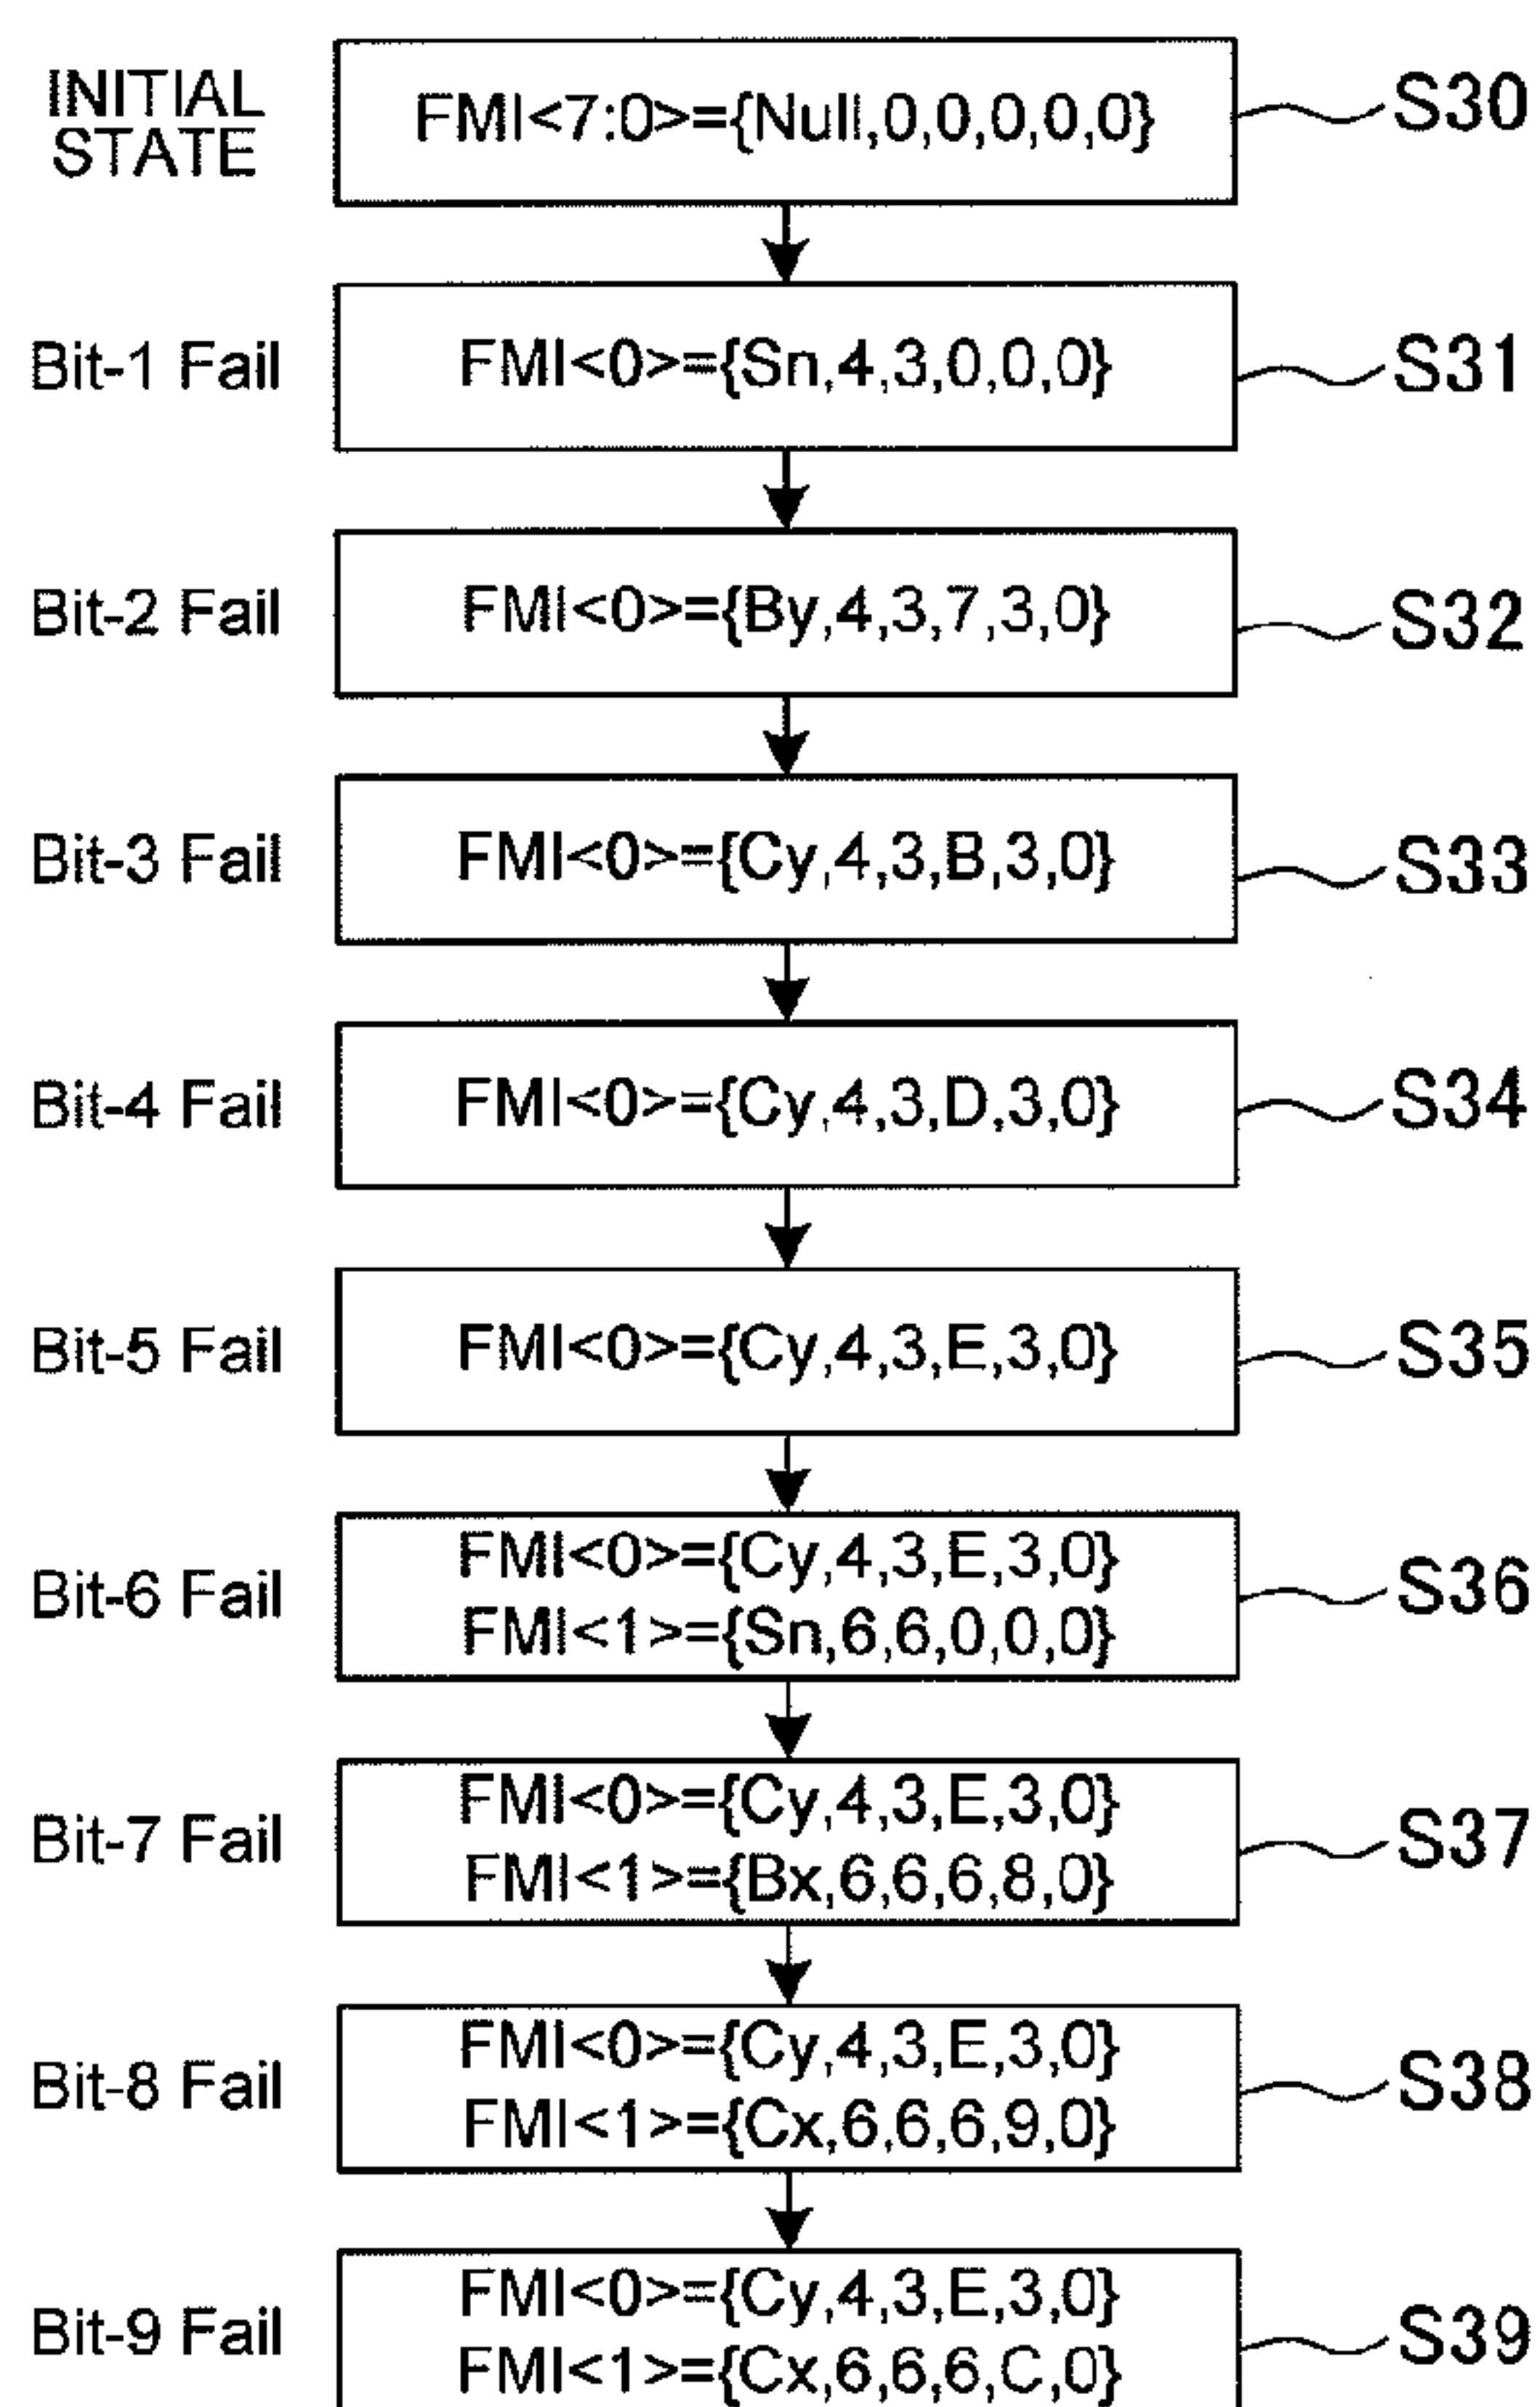 INITIAL
STATE
FMI<7:0>={Null,0,0,0,0,0}
S30
Bit-1 Fail
FMI<0>={Sn,4,3,0,0,0}
S31
Bit-2 Fail
FMI<0>={By,4,3,7,3,0}
S32
Bit-3 Fail
FMI<0>={Cy,4,3,B,3,0}
S33
Bit-4 Fail
FMI<0>={Cy,4,3,D,3,0}
S34
Bit-5 Fail
FMI<0>={Cy,4,3,E,3,0}
S35
Bit-6 Fail
FMI<0>={Cy,4,3,E,3,0}
FMI<1>={Sn,6,6,0,0,0}
S36
Bit-7 Fail
FMI<0>={Cy,4,3,E,3,0}
FMI<1>={Bx,6,6,6,8,0}
S37
Bit-8 Fail
FMI<0>={Cy,4,3,E,3,0}
FMI<1>={Cx,6,6,6,9,0}
S38
Bit-9 Fail
FMI<0>={Cy,4,3,E,3,0}
FMI<1>={Cx,6,6,6,C,0}
S39